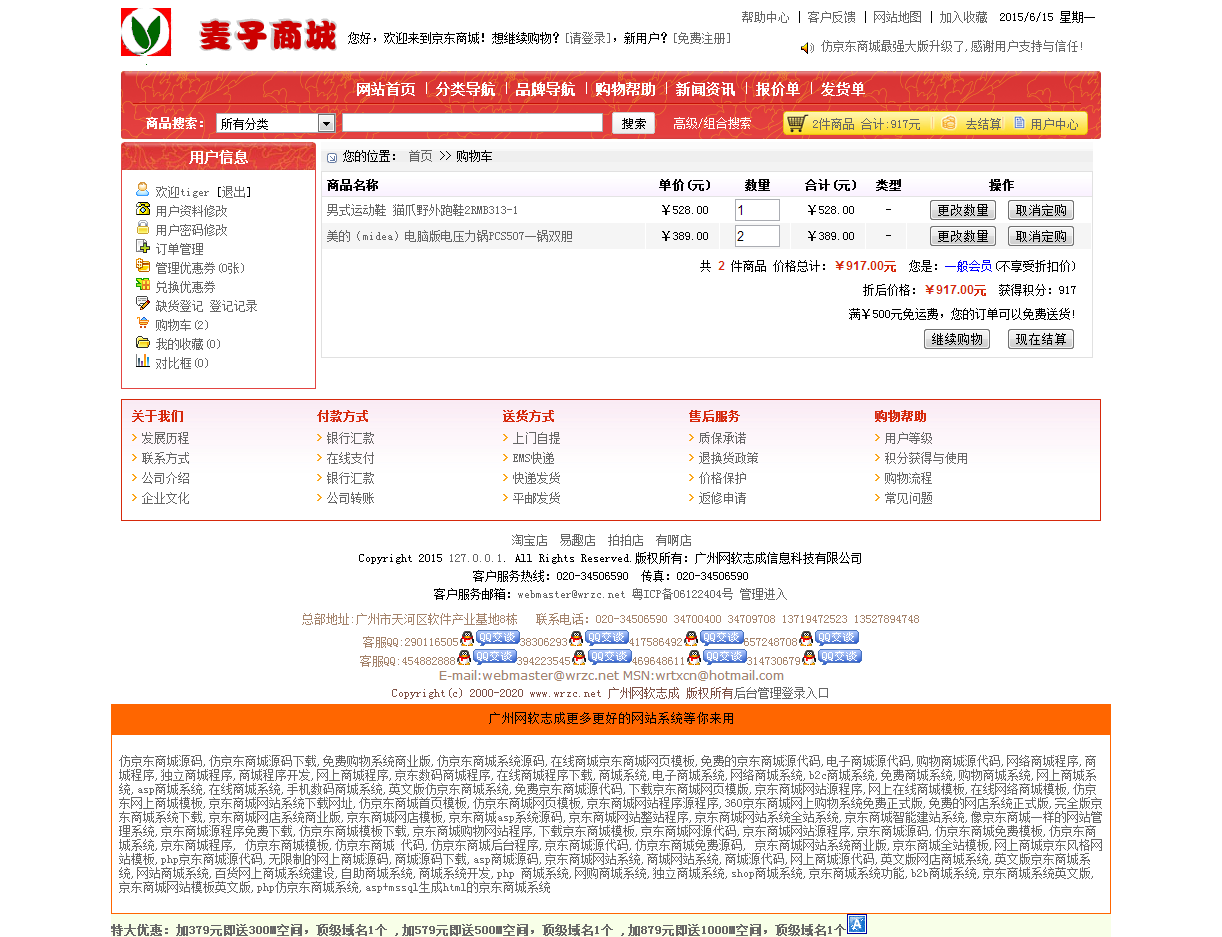 帮助中心 | 客户反馈 | 网站地图 | 加入收藏 2015/6/15 星期一
麦子商城 您好，欢迎来到京东商城！想继续购物？[请登录]，新用户？[免费注册]
仿京东商城最强大版升级了,感谢用户支持与信任!
网站首页 | 分类导航 | 品牌导航 | 购物帮助 | 新闻资讯 | 报价单 | 发货单
商品搜索： 所有分类 搜索 高级/组合搜索 2件商品 合计:917元 去结算 用户中心
用户信息
欢迎tiger [退出]
用户资料修改
用户密码修改
订单管理
管理优惠券(0张)
兑换优惠券
缺货登记 登记记录
购物车(2)
我的收藏(0)
对比框(0)
您的位置： 首页 >> 购物车
商品名称 单价(元) 数量 合计(元) 类型 操作
男式运动鞋 猫爪野外跑鞋2RMB313-1 ￥528.00 1 ￥528.00 - 更改数量 取消定购
美的（midea）电脑版电压力锅PCS507一锅双胆 ￥389.00 2 ￥389.00 - 更改数量 取消定购
共 2 件商品 价格总计：￥917.00元 您是：一般会员(不享受折扣价)
折后价格：￥917.00元 获得积分：917
满￥500元免运费，您的订单可以免费送货!
继续购物 现在结算
关于我们 付款方式 送货方式 售后服务 购物帮助
发展历程 银行汇款 上门自提 质保承诺 用户等级
联系方式 在线支付 EMS快递 退换货政策 积分获得与使用
公司介绍 银行汇款 快递发货 价格保护 购物流程
企业文化 公司转账 平邮发货 返修申请 常见问题
淘宝店 易趣店 拍拍店 有啊店
Copyright 2015 127.0.0.1. All Rights Reserved.版权所有：广州网软志成信息科技有限公司
客户服务热线：020-34506590 传真：020-34506590
客户服务邮箱：webmaster@wrzc.net 粤ICP备06122404号 管理进入
总部地址:广州市天河区软件产业基地8栋 联系电话：020-34506590 34700400 34709708 13719472523 13527894748
客服QQ:290116505 QQ交谈 38306293 QQ交谈 417586492 QQ交谈 657248708 QQ交谈
客服QQ:454882888 QQ交谈 394223545 QQ交谈 469648611 QQ交谈 314730679 QQ交谈
E-mail:webmaster@wrzc.net MSN:wrtxcn@hotmail.com
Copyright(c) 2000-2020 www.wrzc.net 广州网软志成 版权所有后台管理登录入口
广州网软志成更多更好的网站系统等你来用
仿京东商城源码,仿京东商城源码下载,免费购物系统商业版,仿京东商城系统源码,在线商城京东商城网页模板,免费的京东商城源代码,电子商城源代码,购物商城源代码,网络商城程序,商
城程序,独立商城程序,商城程序开发,网上商城程序,京东数码商城程序,在线商城程序下载,商城系统,电子商城系统,网络商城系统,b2c商城系统,免费商城系统,购物商城系统,网上商城系
统,asp商城系统,在线商城系统,手机数码商城系统,英文版仿京东商城系统,免费京东商城源代码,下载京东商城网页模版,京东商城网站源程序,网上在线商城模板,在线网络商城模板,仿京
东网上商城模板,京东商城网站系统下载网址,仿京东商城首页模板,仿京东商城网页模板,京东商城网站程序源程序,360京东商城网上购物系统免费正式版,免费的网店系统正式版,完全版京
东商城系统下载,京东商城网店系统商业版,京东商城网店模板,京东商城asp系统源码,京东商城网站整站程序,京东商城网站系统全站系统,京东商城智能建站系统,像京东商城一样的网站管
理系统,京东商城源程序免费下载,仿京东商城模板下载,京东商城购物网站程序,下载京东商城模板,京东商城网源代码,京东商城网站源程序,京东商城源码,仿京东商城免费模板,仿京东商
城系统,京东商城程序, 仿京东商城模板,仿京东商城 代码,仿京东商城后台程序,京东商城源代码,仿京东商城免费源码, 京东商城网站系统商业版,京东商城全站模板,网上商城京东风格网
站模板,php京东商城源代码,无限制的网上商城源码,商城源码下载,asp商城源码,京东商城网站系统,商城网站系统,商城源代码,网上商城源代码,英文版网店商城系统,英文版京东商城系
统,网站商城系统,百货网上商城系统建设,自助商城系统,商城系统开发,php 商城系统,网购商城系统,独立商城系统,shop商城系统,京东商城系统功能,b2b商城系统,京东商城系统英文版,
京东商城网站模板英文版,php仿京东商城系统,asp+mssql生成html的京东商城系统
特大优惠：加379元即送300M空间，顶级域名1个 ,加579元即送500M空间，顶级域名1个 ,加879元即送1000M空间，顶级域名1个